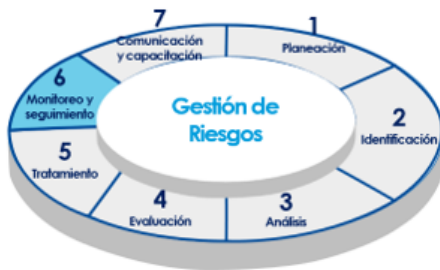 7
Comunicación
y capacitación
1
Planeación
6
Monitoreo y
seguimiento
Gestión de
Riesgos
2
Identificación
5
Tratamiento
4
Evaluación
3
Análisis